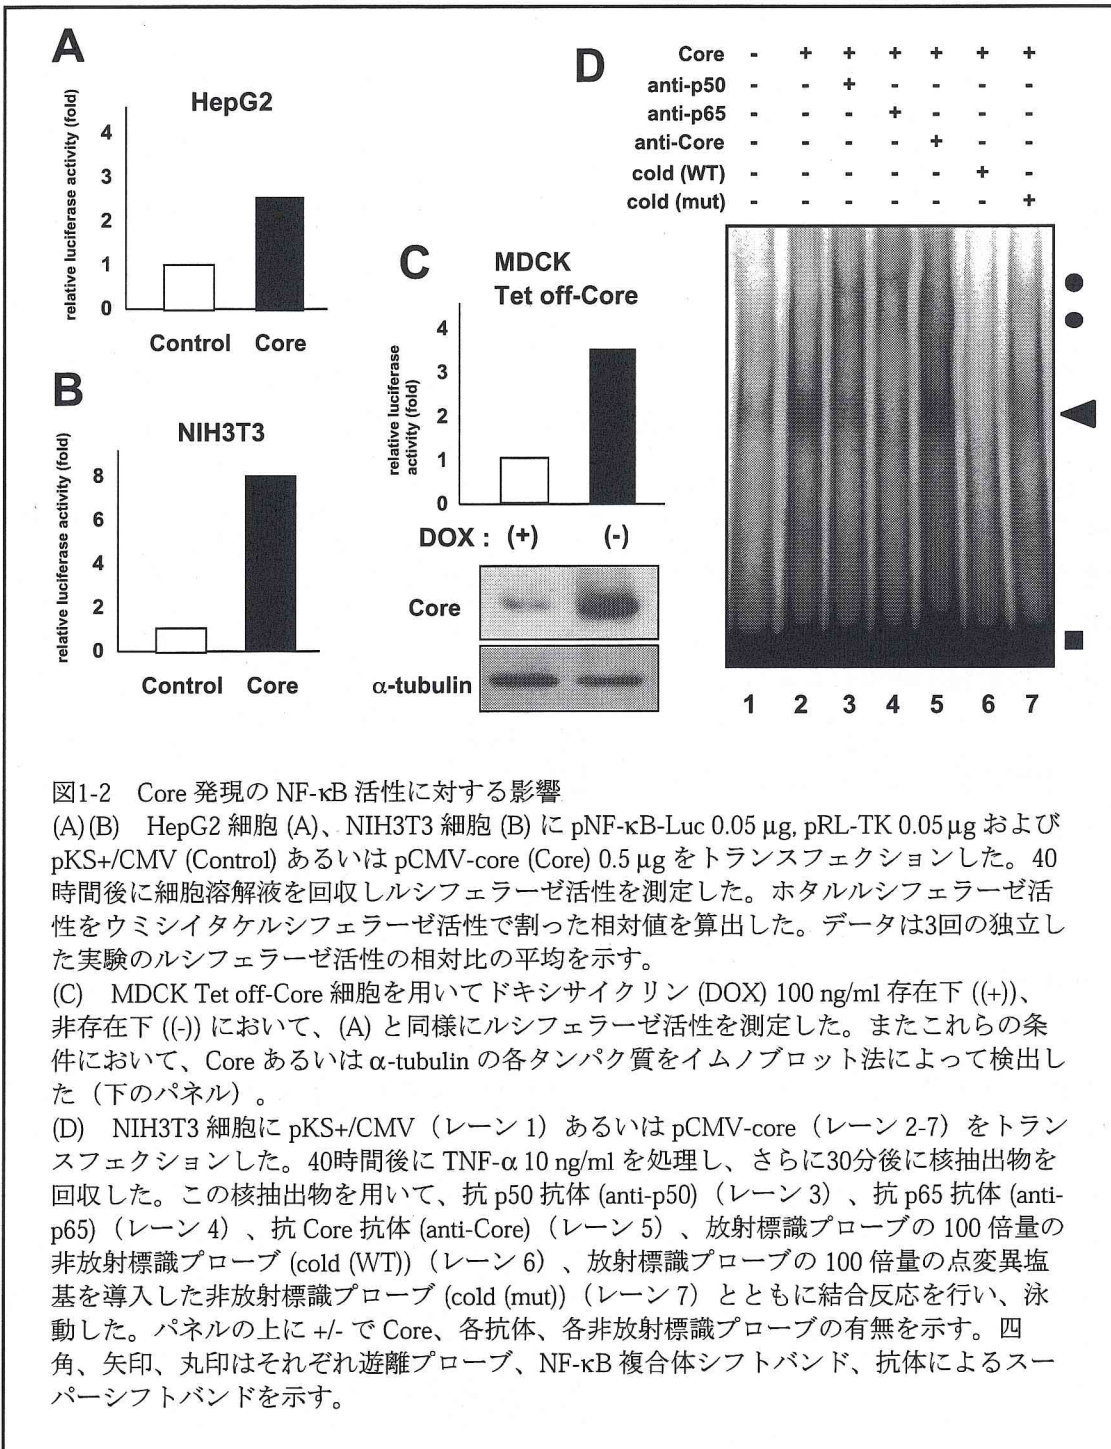 A
HepG2
relative luciferase activity (fold)
4
3
2
1
0
Control Core
B
NIH3T3
relative luciferase activity (fold)
8
6
4
2
0
Control Core
C
MDCK
Tet off-Core
relative luciferase
activity (fold)
4
3
2
1
0
DOX : (+) (-)
Core
α-tubulin
D
Core - + + + + + +
anti-p50 - - + - - - -
anti-p65 - - - + - - -
anti-Core - - - - + - -
cold (WT) - - - - - + -
cold (mut) - - - - - - +
1 2 3 4 5 6 7
図1-2 Core 発現の NF-κB 活性に対する影響
(A)(B) HepG2 細胞 (A)、NIH3T3 細胞 (B) に pNF-κB-Luc 0.05 μg, pRL-TK 0.05 μg および
pKS+/CMV (Control) あるいは pCMV-core (Core) 0.5 μg をトランスフェクションした。40
時間後に細胞溶解液を回収しルシフェラーゼ活性を測定した。ホタルルシフェラーゼ活
性をウミシイタケルシフェラーゼ活性で割った相対値を算出した。データは3回の独立し
た実験のルシフェラーゼ活性の相対比の平均を示す。
(C) MDCK Tet off-Core 細胞を用いてドキシサイクリン (DOX) 100 ng/ml 存在下 ((+))、
非存在下 ((-)) において、(A) と同様にルシフェラーゼ活性を測定した。またこれらの条
件において、Core あるいは α-tubulin の各タンパク質をイムノブロット法によって検出し
た（下のパネル）。
(D) NIH3T3 細胞に pKS+/CMV（レーン 1）あるいは pCMV-core（レーン 2-7）をトラン
スフェクションした。40時間後に TNF-α 10 ng/ml を処理し、さらに30分後に核抽出物を
回収した。この核抽出物を用いて、抗 p50 抗体 (anti-p50)（レーン 3）、抗 p65 抗体 (anti-
p65)（レーン 4）、抗 Core 抗体 (anti-Core)（レーン 5）、放射標識プローブの 100 倍量の
非放射標識プローブ (cold (WT))（レーン 6）、放射標識プローブの 100 倍量の点変異塩
基を導入した非放射標識プローブ (cold (mut))（レーン 7）とともに結合反応を行い、泳
動した。パネルの上に +/- で Core、各抗体、各非放射標識プローブの有無を示す。四
角、矢印、丸印はそれぞれ遊離プローブ、NF-κB 複合体シフトバンド、抗体によるスー
パーシフトバンドを示す。